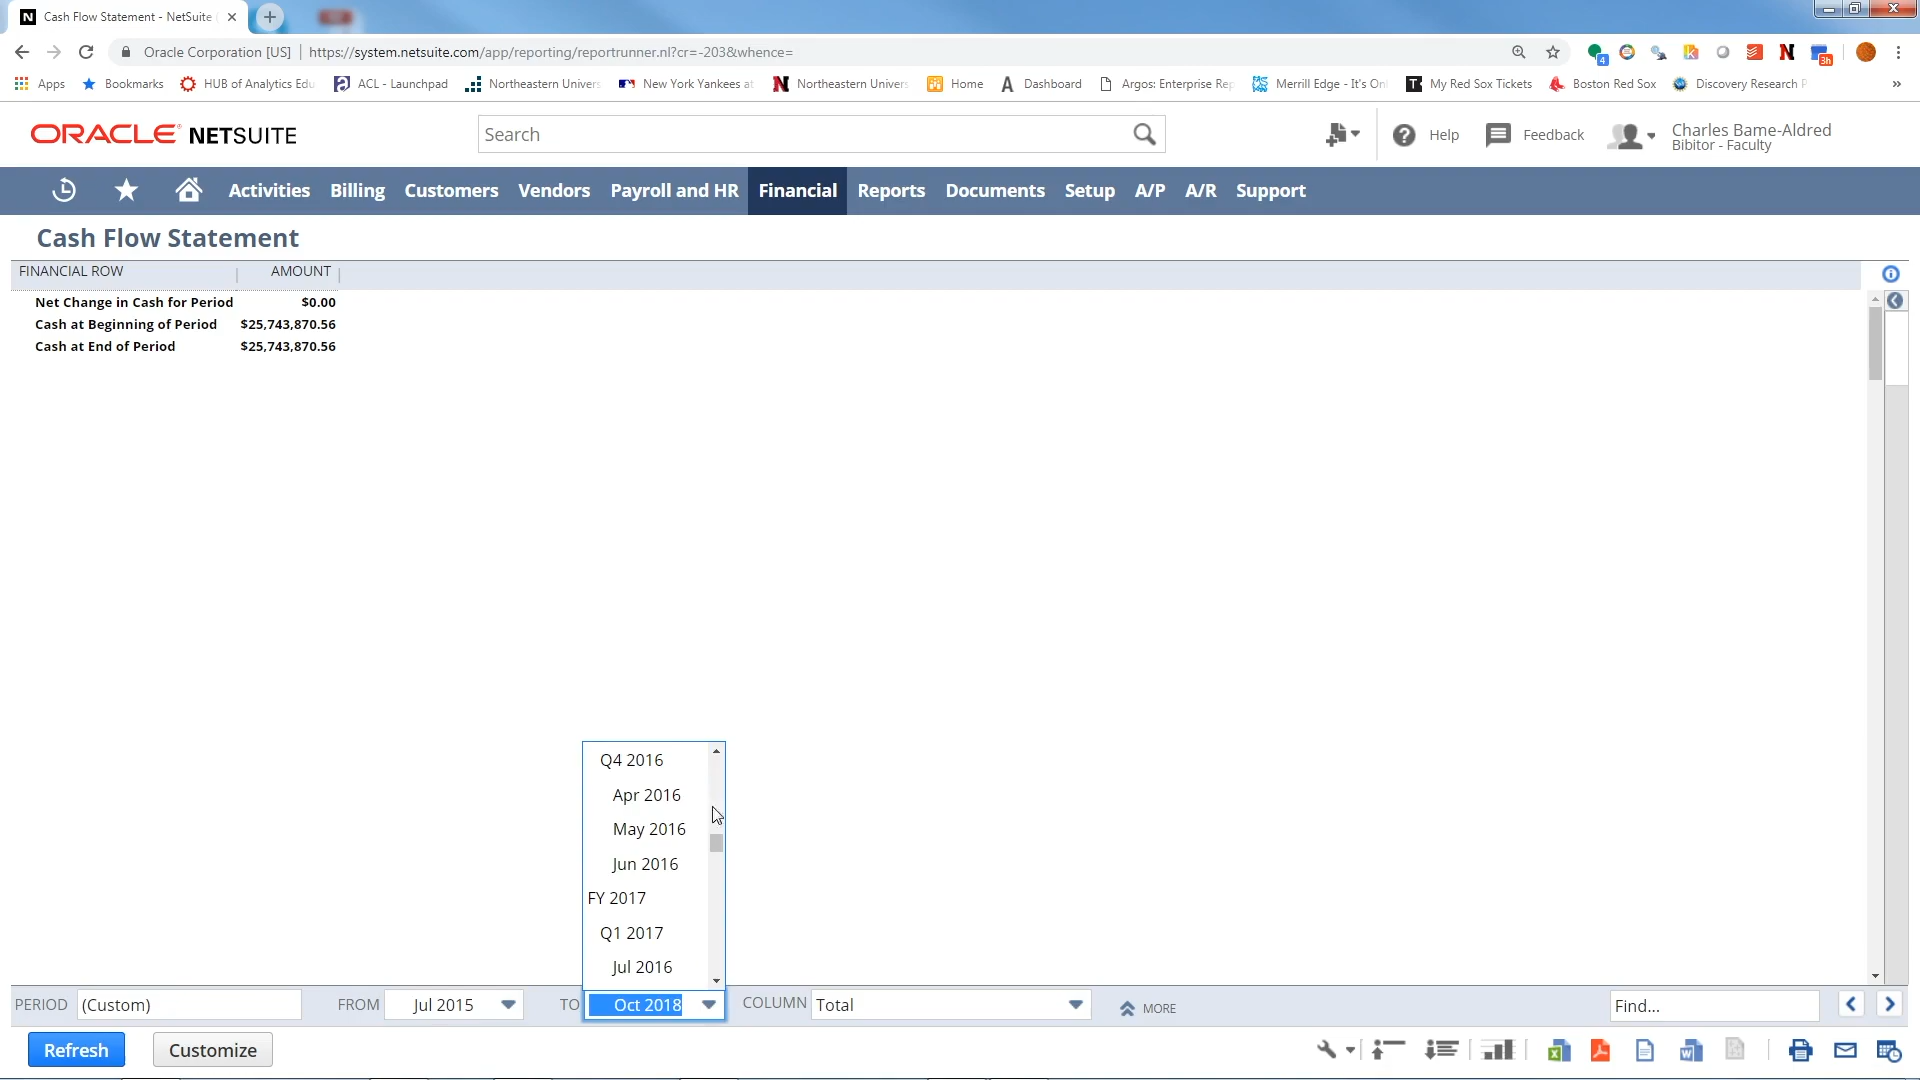 Cash Flow Statement - NetSuite (
Oracle Corporation [US] | https://system.netsuite.com/app/reporting/reportrunner.nl?cr=-203&whence=
4
3h
Apps Bookmarks HUB of Analytics Edu ACL - Launchpad Northeastern Univers New York Yankees at Northeastern Univers Home Dashboard Argos: Enterprise Rep Merrill Edge - It's Onl My Red Sox Tickets Boston Red Sox Discovery Research P »
ORACLE NETSUITE
Search
Help
Feedback
Charles Bame-Aldred
Bibitor - Faculty
Activities Billing Customers Vendors Payroll and HR Financial Reports Documents Setup A/P A/R Support
Cash Flow Statement
FINANCIAL ROW AMOUNT
Net Change in Cash for Period $0.00
Cash at Beginning of Period $25,743,870.56
Cash at End of Period $25,743,870.56
Q4 2016
Apr 2016
May 2016
Jun 2016
FY 2017
Q1 2017
Jul 2016
PERIOD (Custom) FROM Jul 2015 TO Oct 2018 COLUMN Total MORE Find...
Refresh Customize